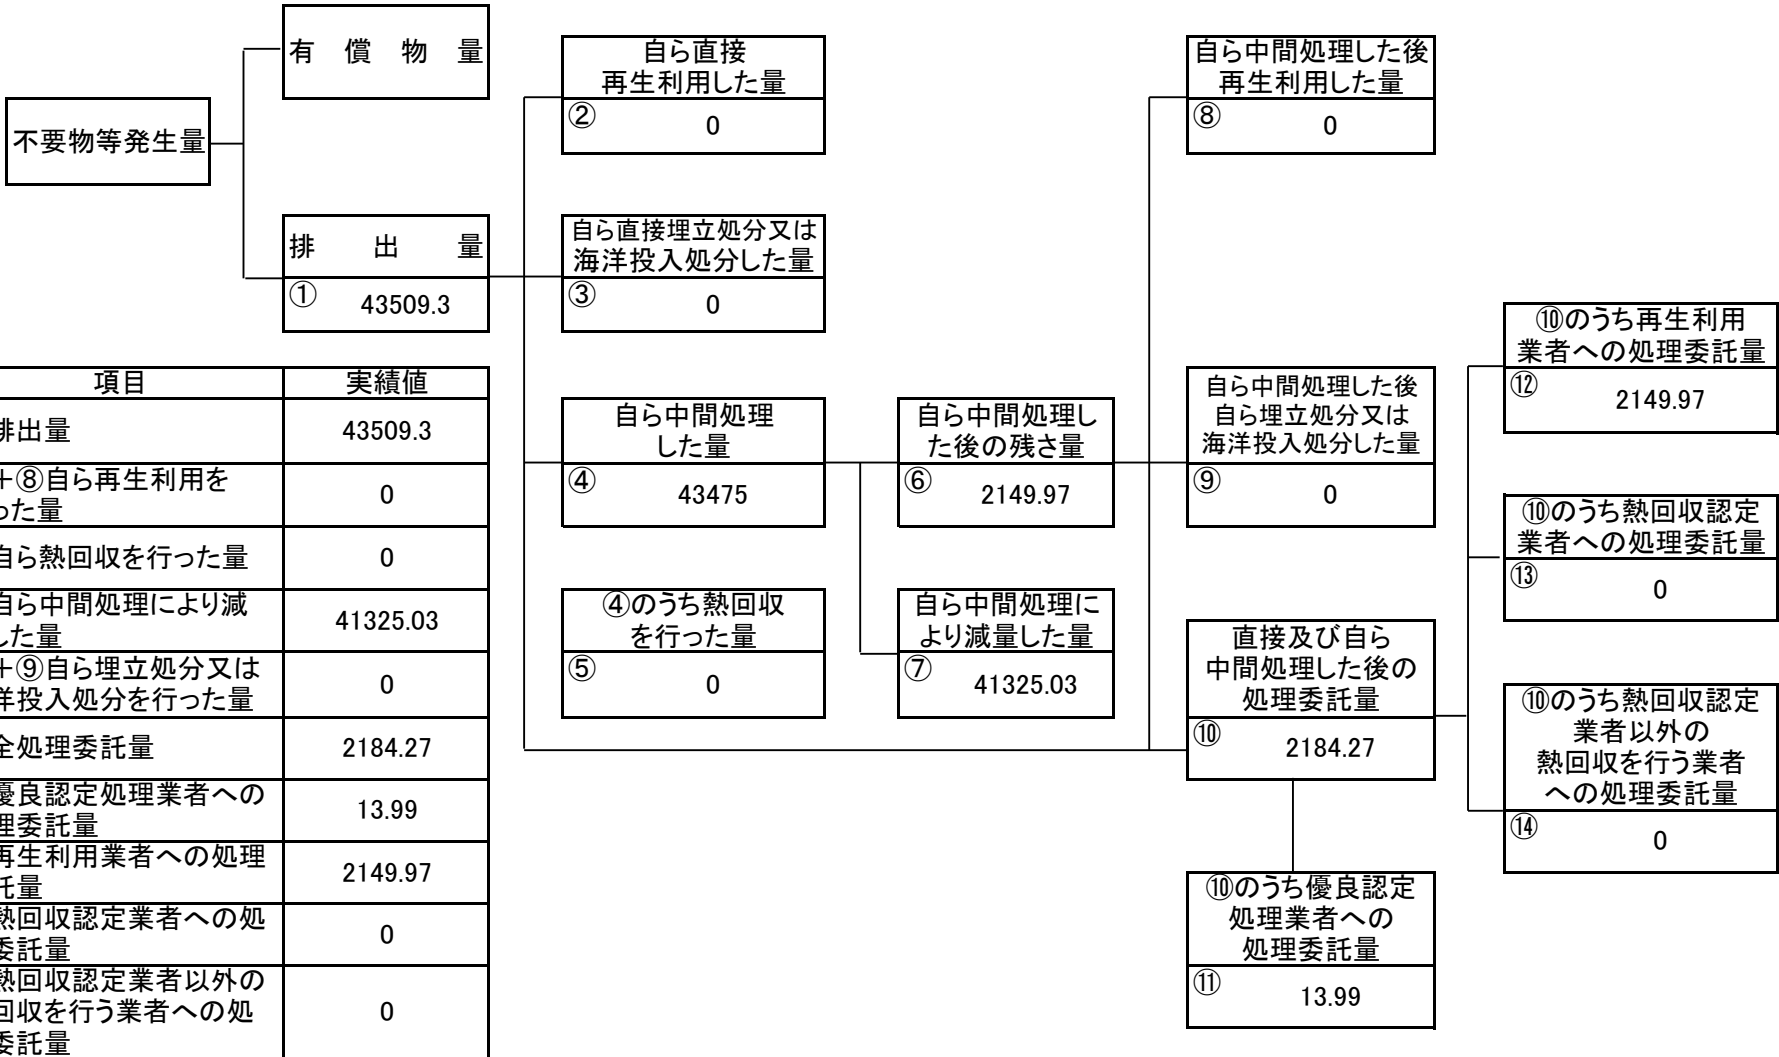 有償物量
不要物等発生量
排出量
① 43509.3
自ら直接
再生利用した量
② 0
自ら直接埋立処分又は
海洋投入処分した量
③ 0
自ら中間処理
した量
④ 43475
④のうち熱回収
を行った量
⑤ 0
自ら中間処理し
た後の残さ量
⑥ 2149.97
自ら中間処理に
より減量した量
⑦ 41325.03
自ら中間処理した後
再生利用した量
⑧ 0
自ら中間処理した後
自ら埋立処分又は
海洋投入処分した量
⑨ 0
直接及び自ら
中間処理した後の
処理委託量
⑩ 2184.27
⑩のうち優良認定
処理業者への
処理委託量
⑪ 13.99
⑩のうち再生利用
業者への処理委託量
⑫ 2149.97
⑩のうち熱回収認定
業者への処理委託量
⑬ 0
⑩のうち熱回収認定
業者以外の
熱回収を行う業者
への処理委託量
⑭ 0
項目 実績値
排出量 43509.3
+⑧自ら再生利用を
った量 0
自ら熱回収を行った量 0
自ら中間処理により減
した量 41325.03
+⑨自ら埋立処分又は
洋投入処分を行った量 0
全処理委託量 2184.27
優良認定処理業者への
理委託量 13.99
再生利用業者への処理
託量 2149.97
熱回収認定業者への処
委託量 0
熱回収認定業者以外の
回収を行う業者への処
委託量 0